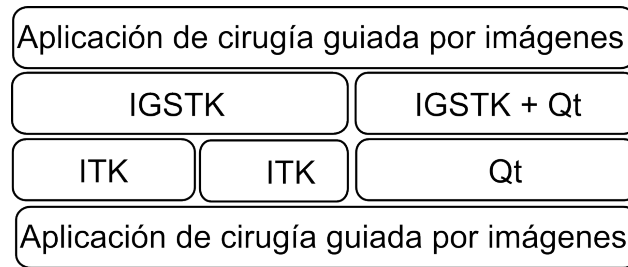 Aplicación de cirugía guiada por imágenes
IGSTK IGSTK + Qt
ITK ITK Qt
Aplicación de cirugía guiada por imágenes